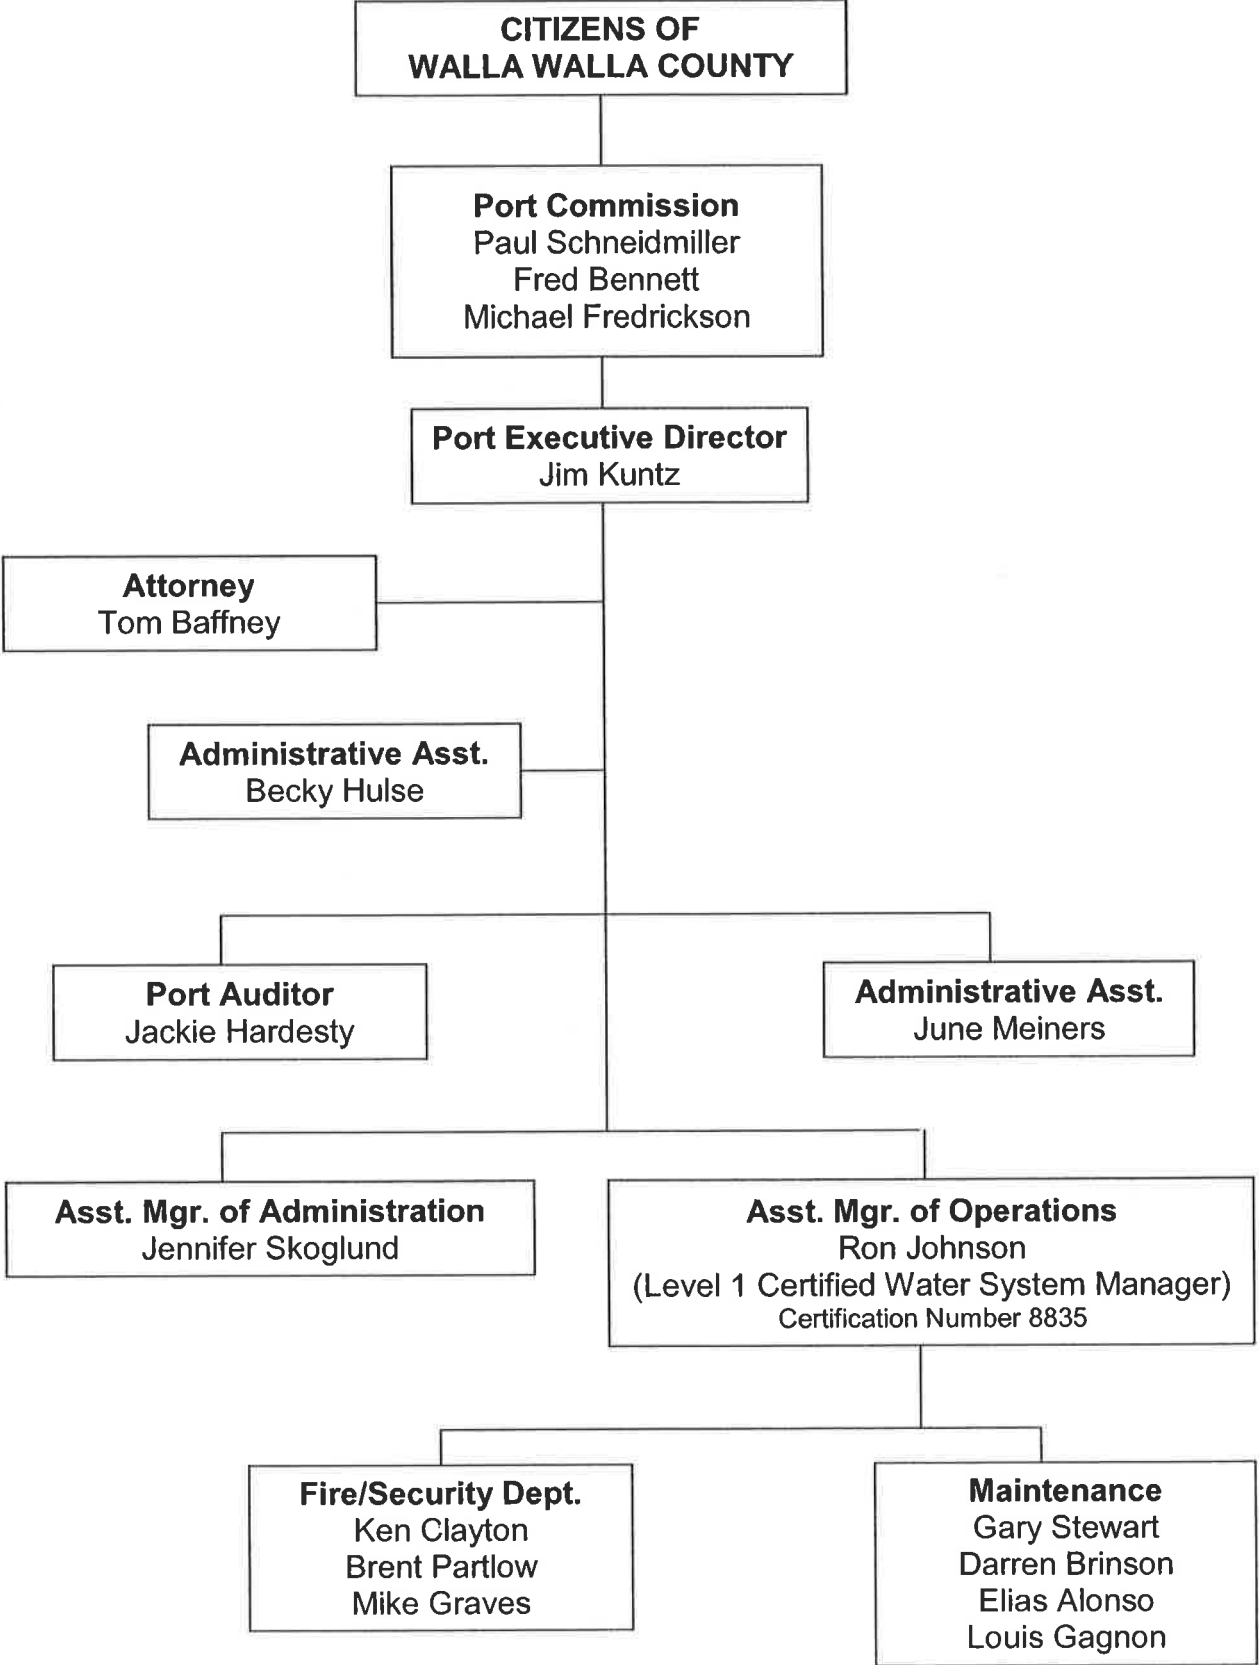 CITIZENS OF
WALLA WALLA COUNTY
Port Commission
Paul Schneidmiller
Fred Bennett
Michael Fredrickson
Port Executive Director
Jim Kuntz
Attorney
Tom Baffney
Administrative Asst.
Becky Hulse
Port Auditor
Jackie Hardesty
Administrative Asst.
June Meiners
Asst. Mgr. of Administration
Jennifer Skoglund
Asst. Mgr. of Operations
Ron Johnson
(Level 1 Certified Water System Manager)
Certification Number 8835
Fire/Security Dept.
Ken Clayton
Brent Partlow
Mike Graves
Maintenance
Gary Stewart
Darren Brinson
Elias Alonso
Louis Gagnon